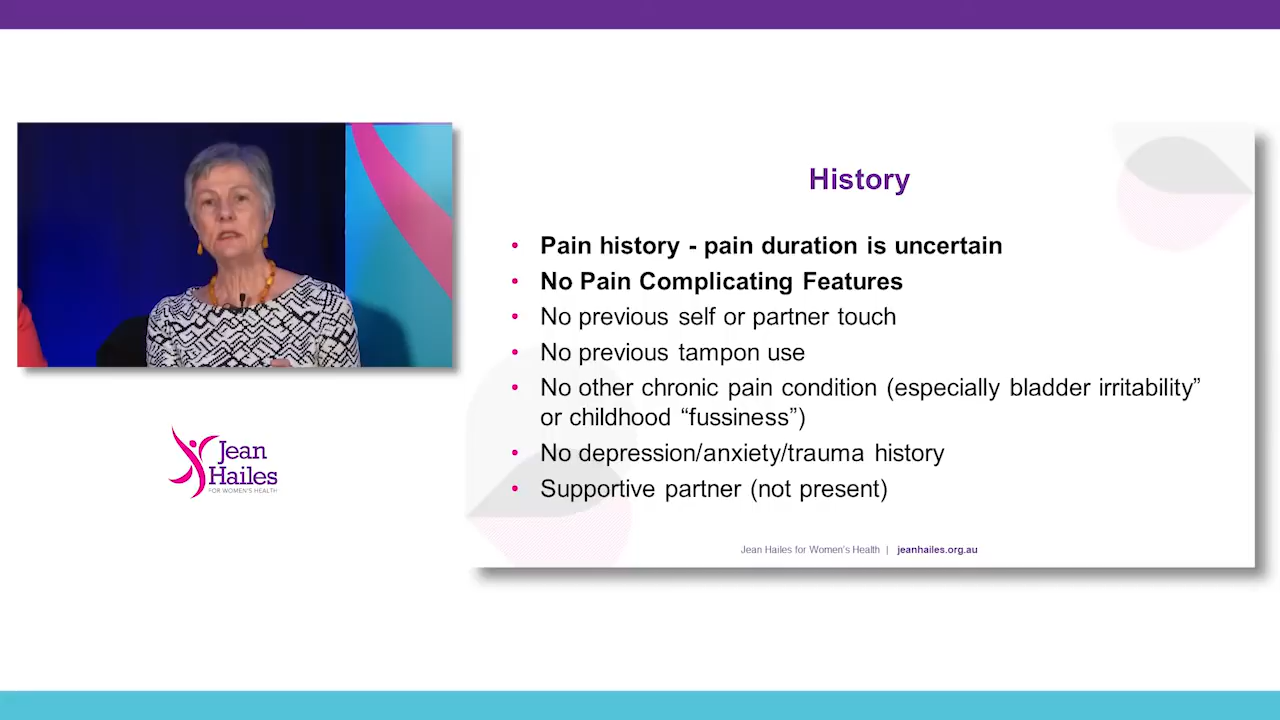 History
• Pain history - pain duration is uncertain
• No Pain Complicating Features
• No previous self or partner touch
• No previous tampon use
• No other chronic pain condition (especially bladder irritability”
or childhood “fussiness”)
• No depression/anxiety/trauma history
• Supportive partner (not present)
Jean Hailes for Women's Health | jeanhailes.org.au
Jean
Hailes
FOR WOMEN'S HEALTH